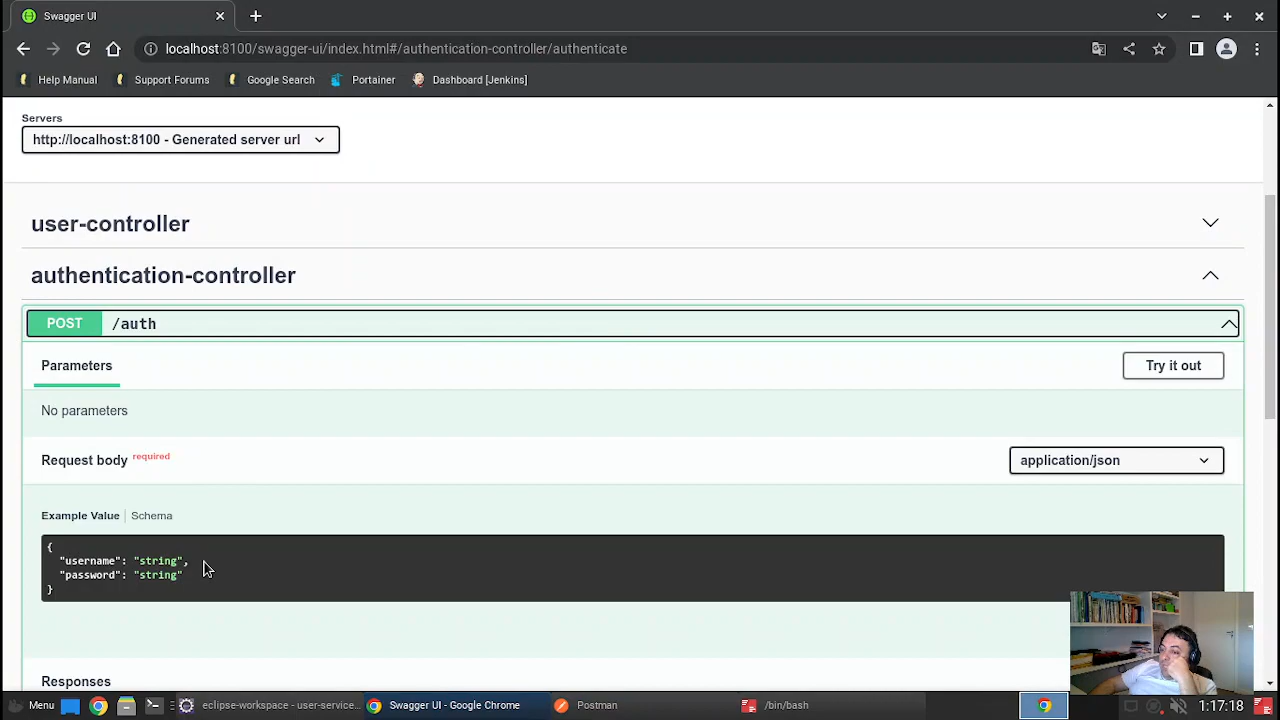 Swagger UI
localhost:8100/swagger-ui/index.html#/authentication-controller/authenticate
Help Manual
Support Forums
Google Search
Portainer
Dashboard [Jenkins]
Servers
http://localhost:8100 - Generated server url
user-controller
authentication-controller
POST /auth
Parameters
Try it out
No parameters
Request body required
application/json
Example Value Schema
{
"username": "string",
"password": "string"
}
Responses
Menu
eclipse-workspace - user-serve...
Swagger UI - Google Chrome
Postman
/bin/bash
1:17:18